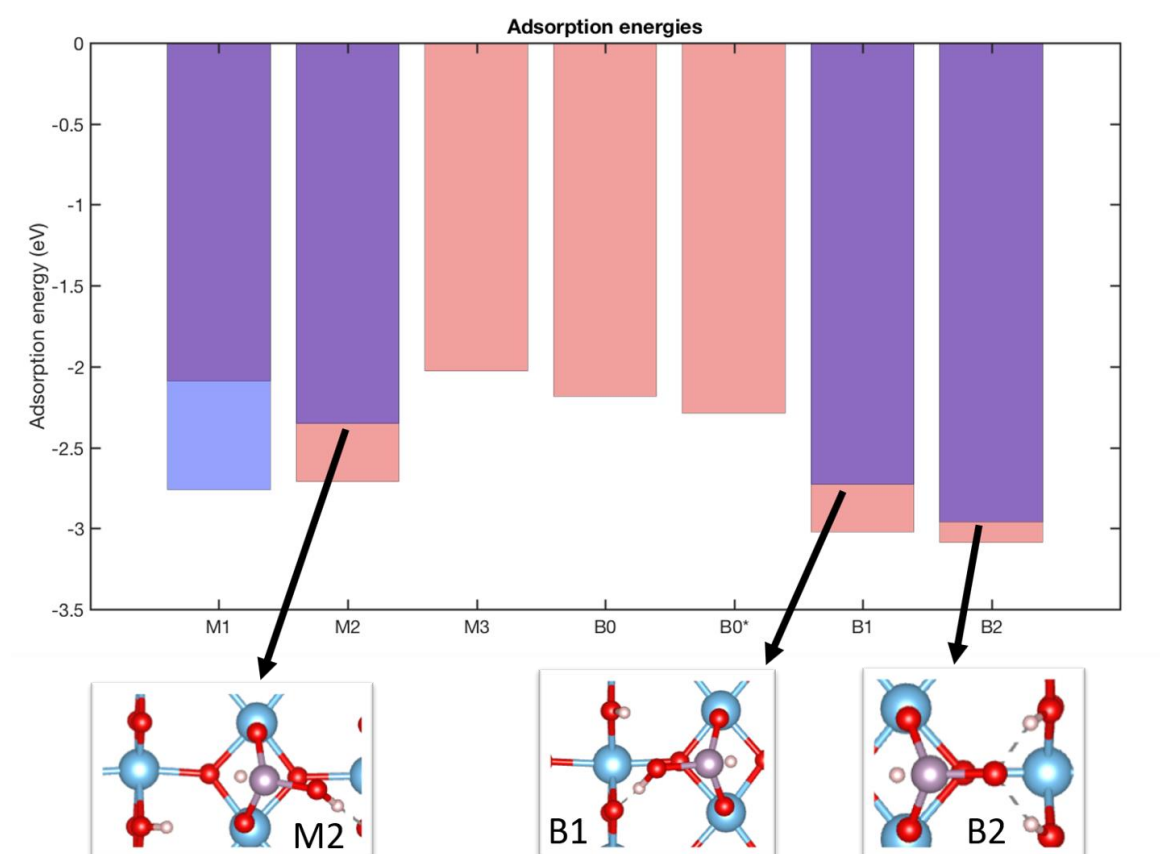 Adsorption energies
Adsorption energy (eV)
0
-0.5
-1
-1.5
-2
-2.5
-3
-3.5
M1 M2 M3 B0 B0* B1 B2
M2 B1 B2